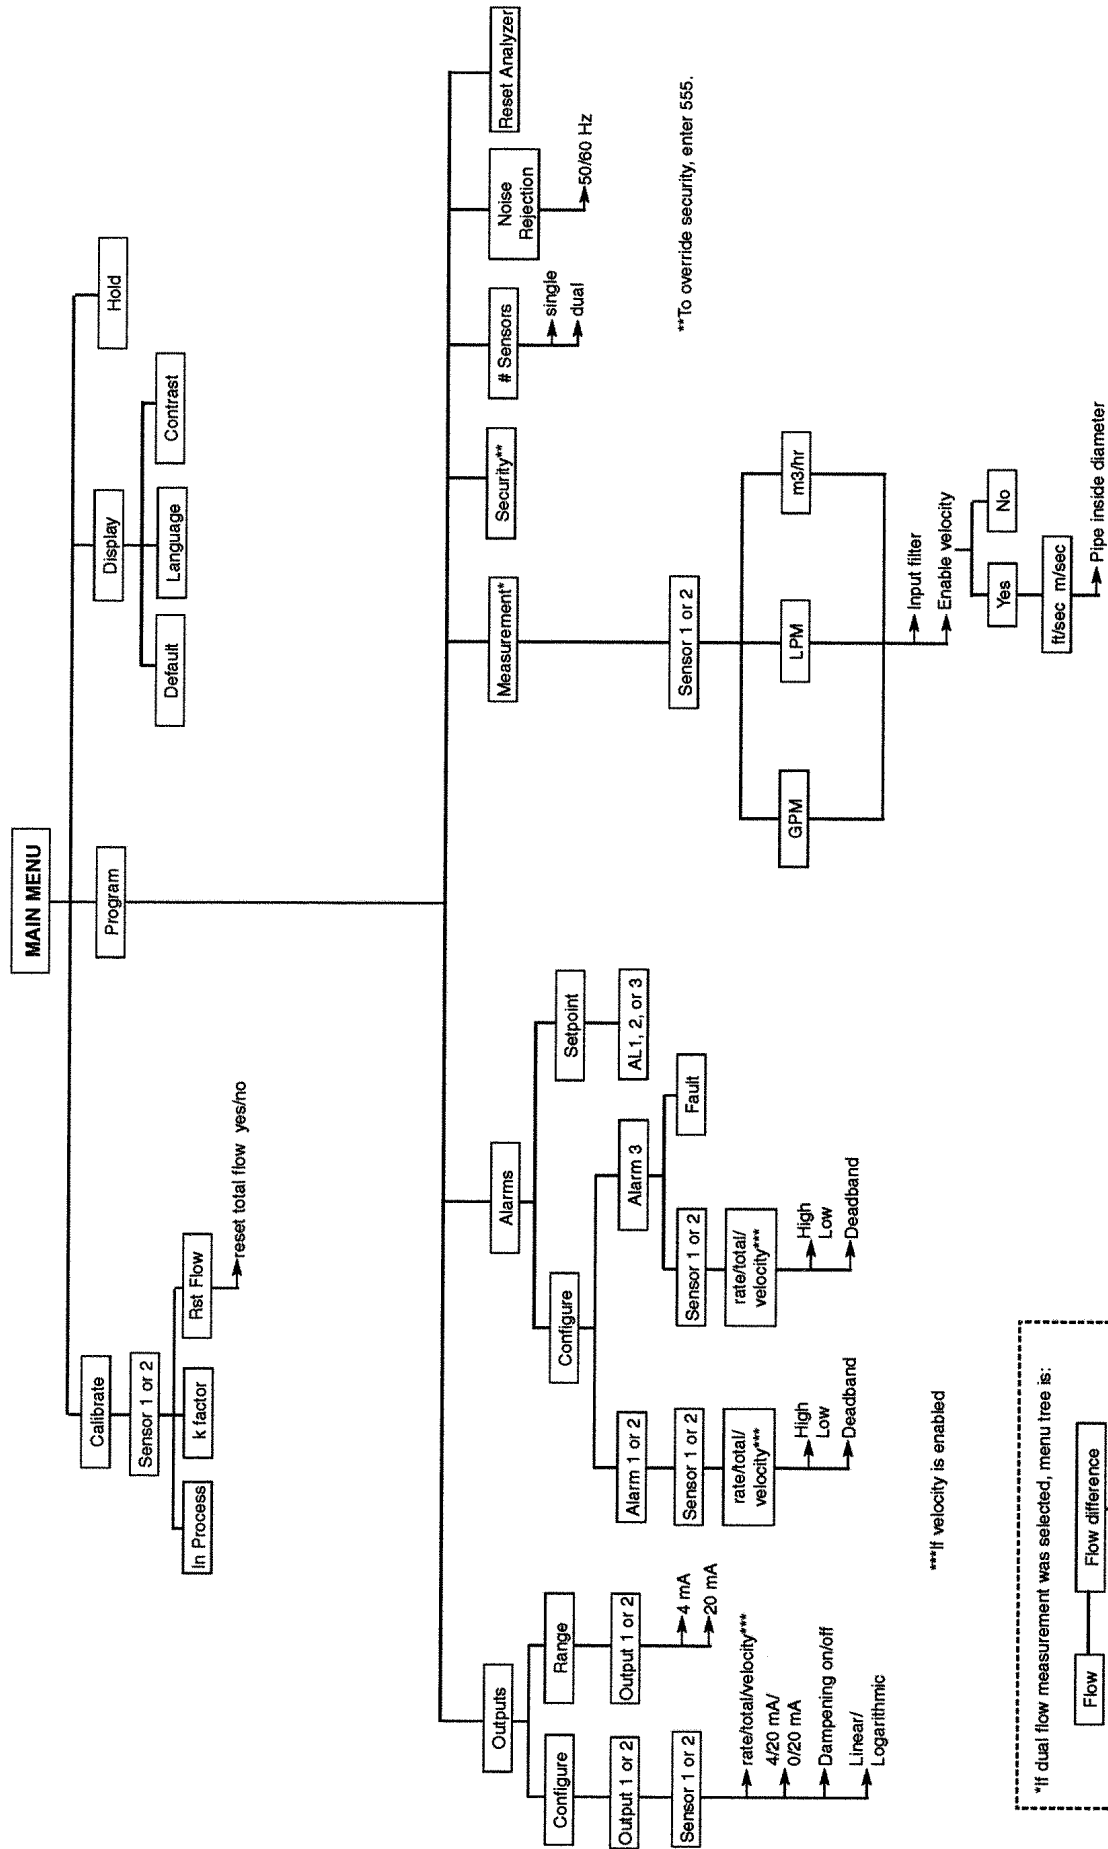 MAIN MENU
Calibrate
Program
Display
Hold
Sensor 1 or 2
Default
Language
Contrast
In Process
k factor
Rst Flow
reset total flow yes/no
Outputs
Alarms
Measurement*
Security**
# Sensors
Noise
Rejection
Reset Analyzer
single
dual
50/60 Hz
Configure
Range
Configure
Setpoint
Output 1 or 2
Output 1 or 2
Alarm 1 or 2
Alarm 3
AL1, 2, or 3
Sensor 1 or 2
4 mA
20 mA
Sensor 1 or 2
Sensor 1 or 2
Fault
Sensor 1 or 2
**To override security, enter 555.
rate/total/velocity***
4/20 mA/
0/20 mA
Dampening on/off
Linear/
Logarithmic
rate/total/
velocity***
rate/total/
velocity***
High
Low
Deadband
High
Low
Deadband
GPM
LPM
m3/hr
Input filter
Enable velocity
Yes
No
ft/sec m/sec
Pipe inside diameter
***If velocity is enabled
*If dual flow measurement was selected, menu tree is:
Flow
Flow difference